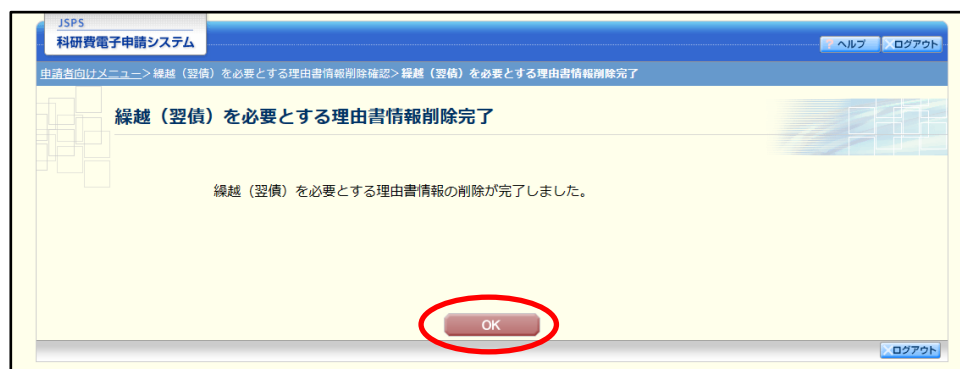 JSPS
科研費電子申請システム
? ヘルプ
ログアウト
申請者向けメニュー>繰越（翌債）を必要とする理由書情報削除確認>繰越（翌債）を必要とする理由書情報削除完了
繰越（翌債）を必要とする理由書情報削除完了
繰越（翌債）を必要とする理由書情報の削除が完了しました。
OK
ログアウト